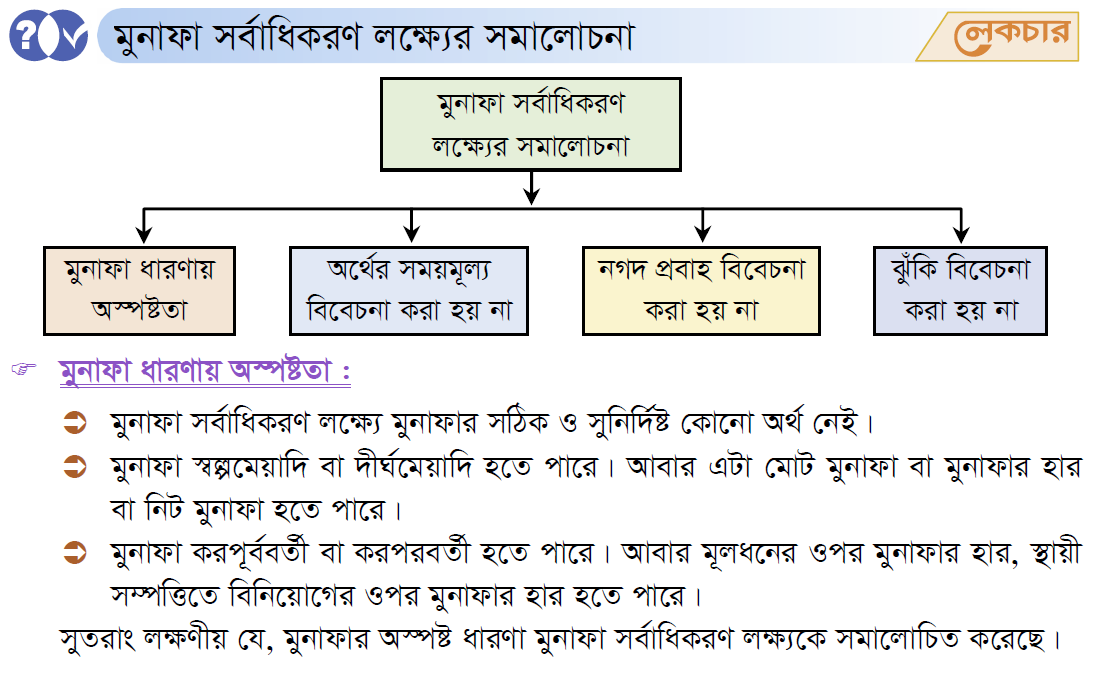 ?
মুনাফা সর্বাধিকরণ লক্ষ্যের সমালোচনা
লেকচার
মুনাফা সর্বাধিকরণ
লক্ষ্যের সমালোচনা
মুনাফা ধারণায়
অস্পষ্টতা
অর্থের সময়মূল্য
বিবেচনা করা হয় না
নগদ প্রবাহ বিবেচনা
করা হয় না
ঝুঁকি বিবেচনা
করা হয় না
মুনাফা ধারণায় অস্পষ্টতা :
মুনাফা সর্বাধিকরণ লক্ষ্যে মুনাফার সঠিক ও সুনির্দিষ্ট কোনো অর্থ নেই।
মুনাফা স্বল্পমেয়াদি বা দীর্ঘমেয়াদি হতে পারে। আবার এটা মোট মুনাফা বা মুনাফার হার
বা নিট মুনাফা হতে পারে।
মুনাফা করপূর্ববর্তী বা করপরবর্তী হতে পারে। আবার মূলধনের ওপর মুনাফার হার, স্থায়ী
সম্পত্তিতে বিনিয়োগের ওপর মুনাফার হার হতে পারে।
সুতরাং লক্ষণীয় যে, মুনাফার অস্পষ্ট ধারণা মুনাফা সর্বাধিকরণ লক্ষ্যকে সমালোচিত করেছে।